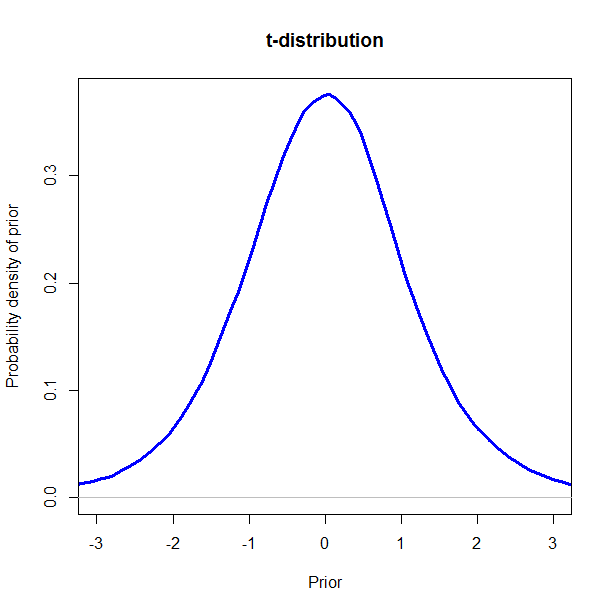 t-distribution
Probability density of prior
0.3
0.2
0.1
0.0
-3 -2 -1 0 1 2 3
Prior